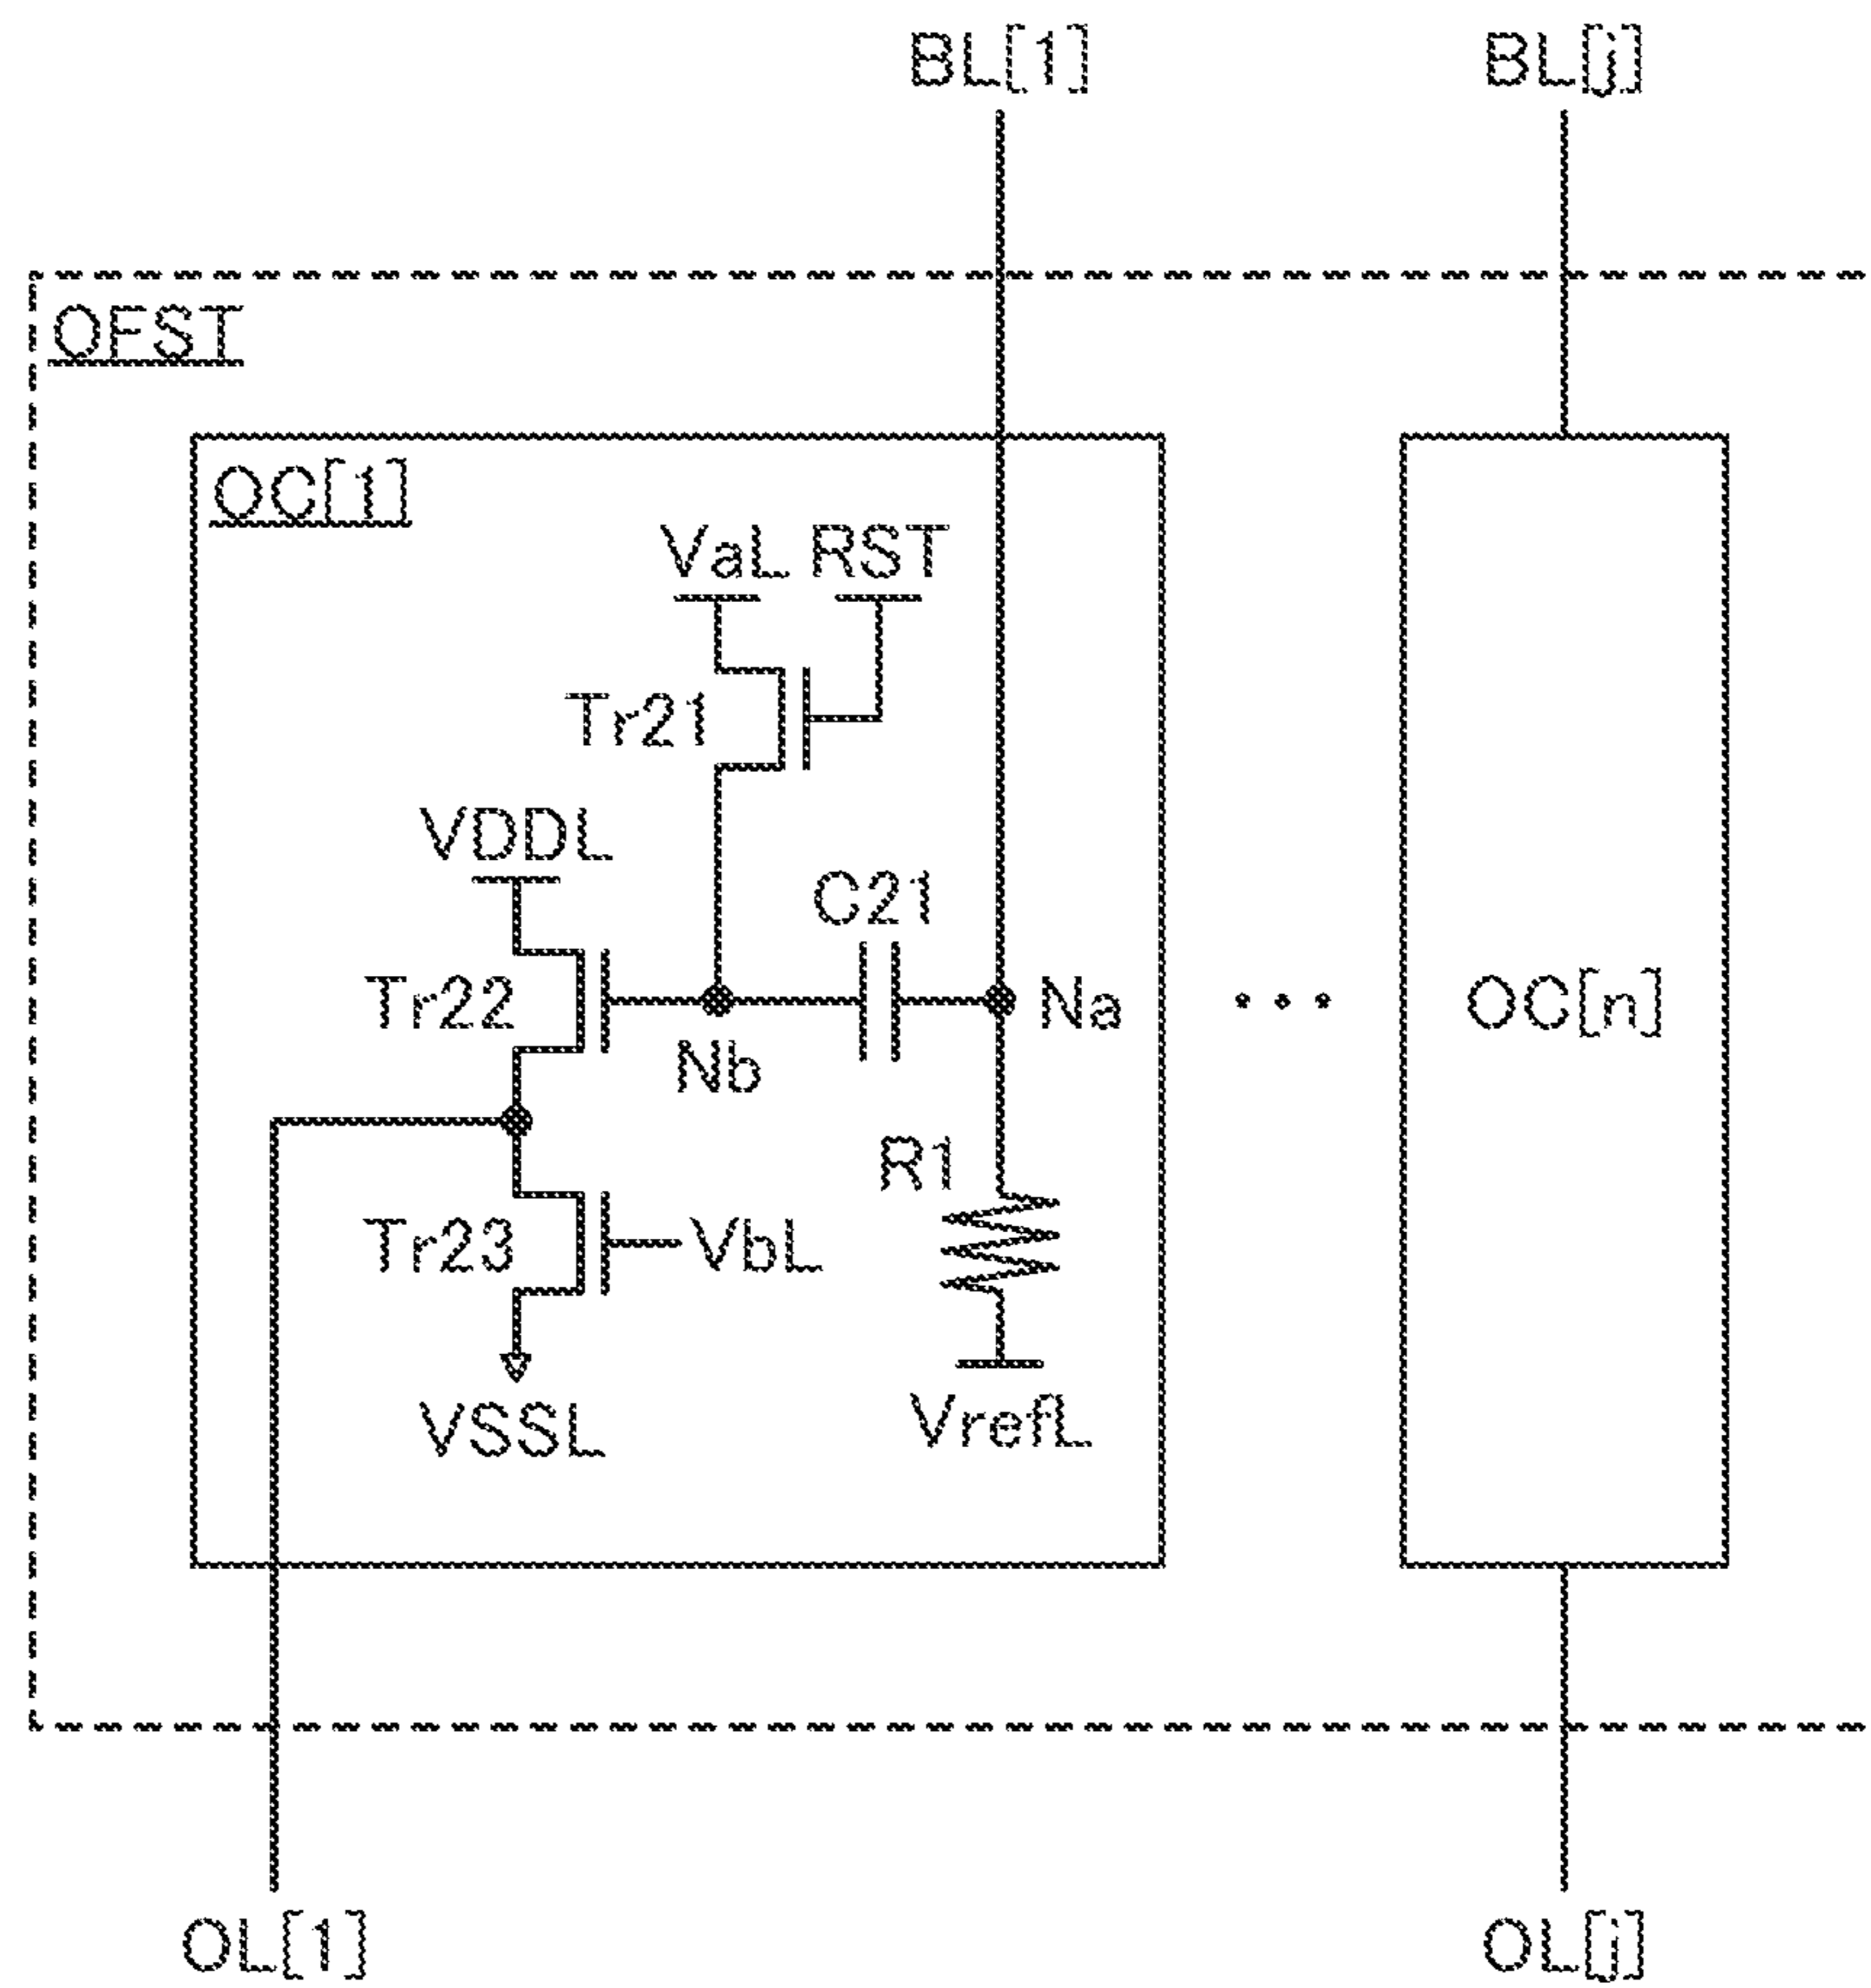 BL[1] BL[j]
OFST
OC[1]
VaL RST
Tr21
VDDL
C21
Tr22 Na ・・・ OC[n]
Nb
R1
Tr23 VbL
VSSL VrefL
OL[1] OL[j]